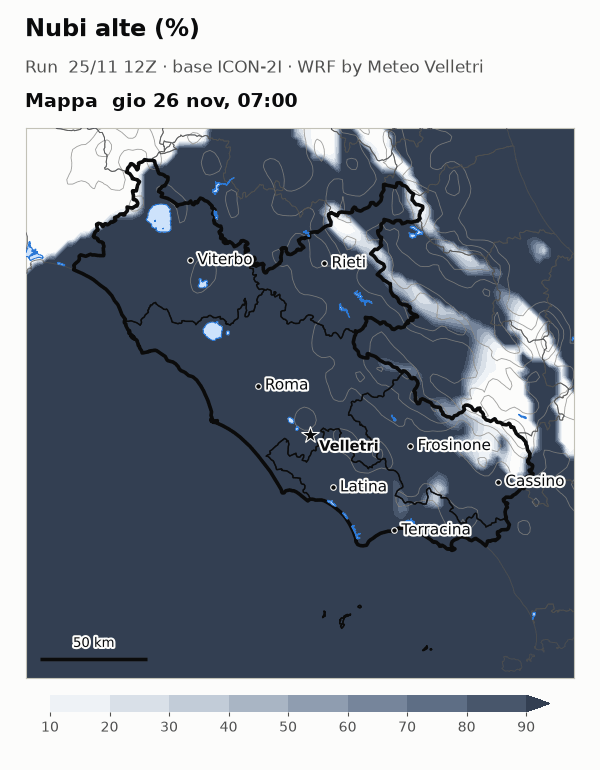 Nubi alte (%)
Run  25/11 12Z · base ICON-2I · WRF by Meteo Velletri
Mappa  gio 26 nov, 07:00
Viterbo
Rieti
Roma
Velletri
Frosinone
Cassino
Latina
Terracina
50 km
10 20 30 40 50 60 70 80 90